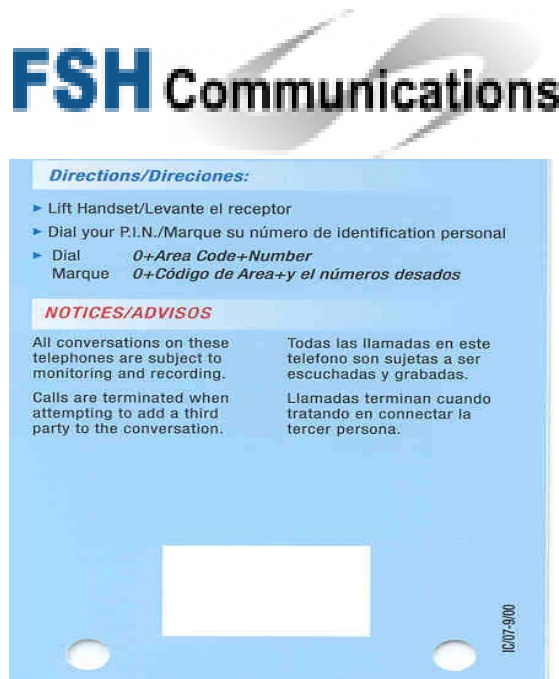 FSH Communications
Directions/Direciones:
► Lift Handset/Levante el receptor
► Dial your P.I.N./Marque su número de identification personal
► Dial 0+Area Code+Number
Marque 0+Código de Area+y el números desados
NOTICES/ADVISOS
All conversations on these
telephones are subject to
monitoring and recording.
Calls are terminated when
attempting to add a third
party to the conversation.
Todas las llamadas en este
telefono son sujetas a ser
escuchadas y grabadas.
Llamadas terminan cuando
tratando en connectar la
tercer persona.
IC/07-9/00